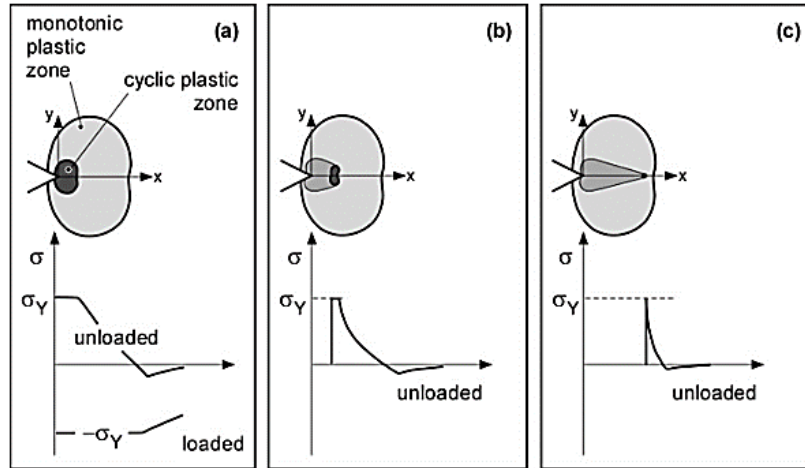 (a)
monotonic
plastic
zone
cyclic plastic
zone
y
x
σ
σY
unloaded
−σY
loaded
(b)
y
x
σ
σY
unloaded
(c)
y
x
σ
σY
unloaded